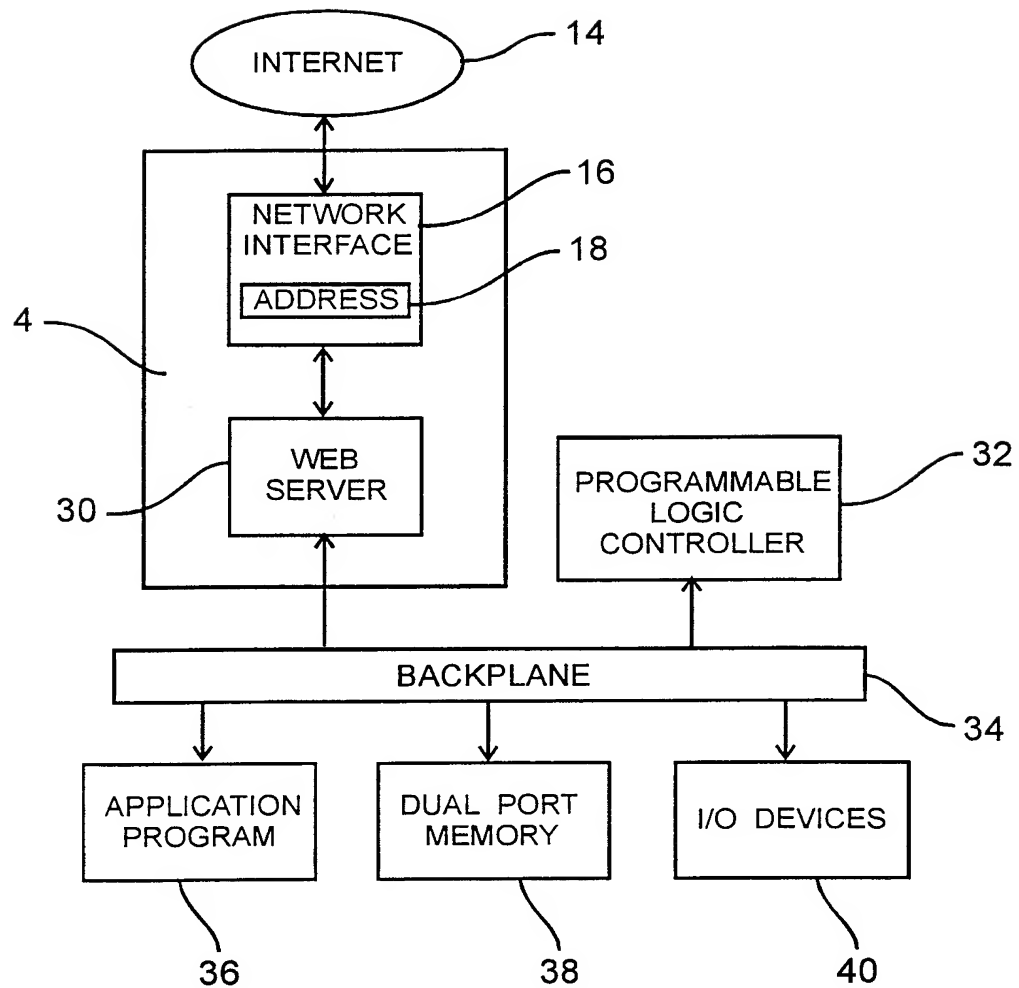 INTERNET
14
NETWORK
INTERFACE
16
ADDRESS
18
4
WEB
SERVER
30
PROGRAMMABLE
LOGIC
CONTROLLER
32
BACKPLANE
34
APPLICATION
PROGRAM
DUAL PORT
MEMORY
I/O DEVICES
36
38
40